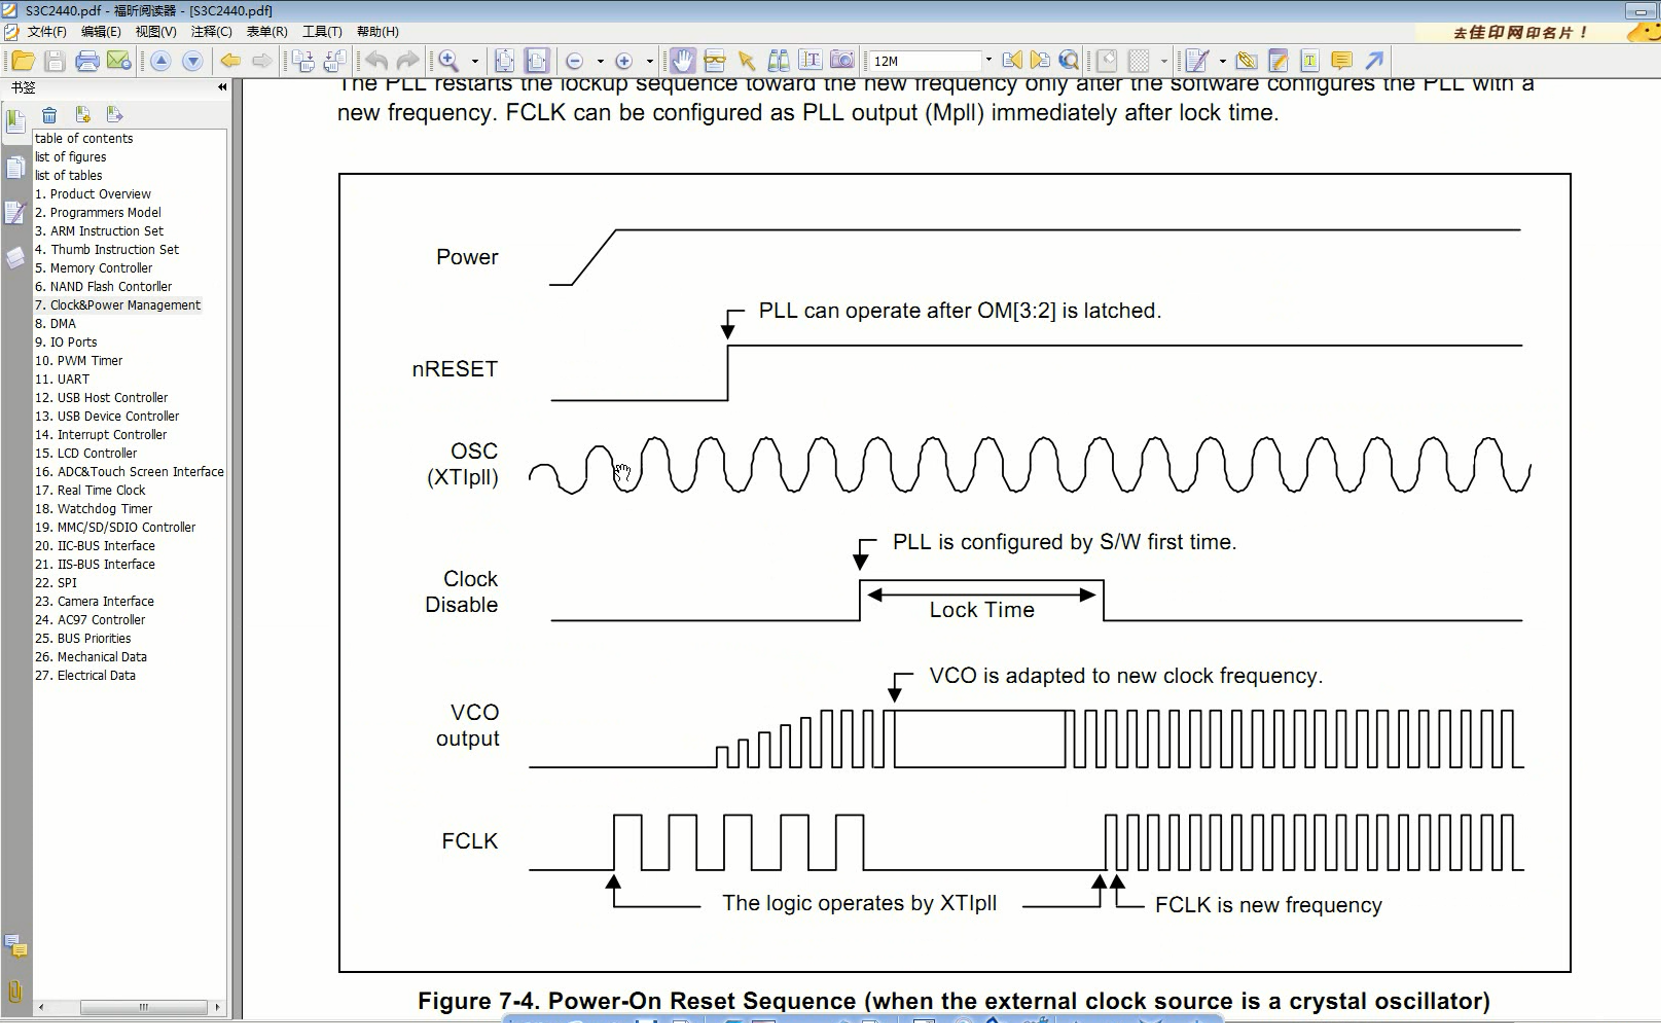 S3C2440.pdf - 福昕阅读器 - [S3C2440.pdf]
文件(F) 编辑(E) 视图(V) 注释(C) 表单(R) 工具(T) 帮助(H)
去佳印网印名片！
12M
书签
table of contents
list of figures
list of tables
1. Product Overview
2. Programmers Model
3. ARM Instruction Set
4. Thumb Instruction Set
5. Memory Controller
6. NAND Flash Contorller
7. Clock&Power Management
8. DMA
9. IO Ports
10. PWM Timer
11. UART
12. USB Host Controller
13. USB Device Controller
14. Interrupt Controller
15. LCD Controller
16. ADC&Touch Screen Interface
17. Real Time Clock
18. Watchdog Timer
19. MMC/SD/SDIO Controller
20. IIC-BUS Interface
21. IIS-BUS Interface
22. SPI
23. Camera Interface
24. AC97 Controller
25. BUS Priorities
26. Mechanical Data
27. Electrical Data
The PLL restarts the lockup sequence toward the new frequency only after the software configures the PLL with a
new frequency. FCLK can be configured as PLL output (Mpll) immediately after lock time.
Power
PLL can operate after OM[3:2] is latched.
nRESET
OSC
(XTIpll)
PLL is configured by S/W first time.
Clock
Disable
Lock Time
VCO is adapted to new clock frequency.
VCO
output
FCLK
The logic operates by XTIpll
FCLK is new frequency
Figure 7-4. Power-On Reset Sequence (when the external clock source is a crystal oscillator)